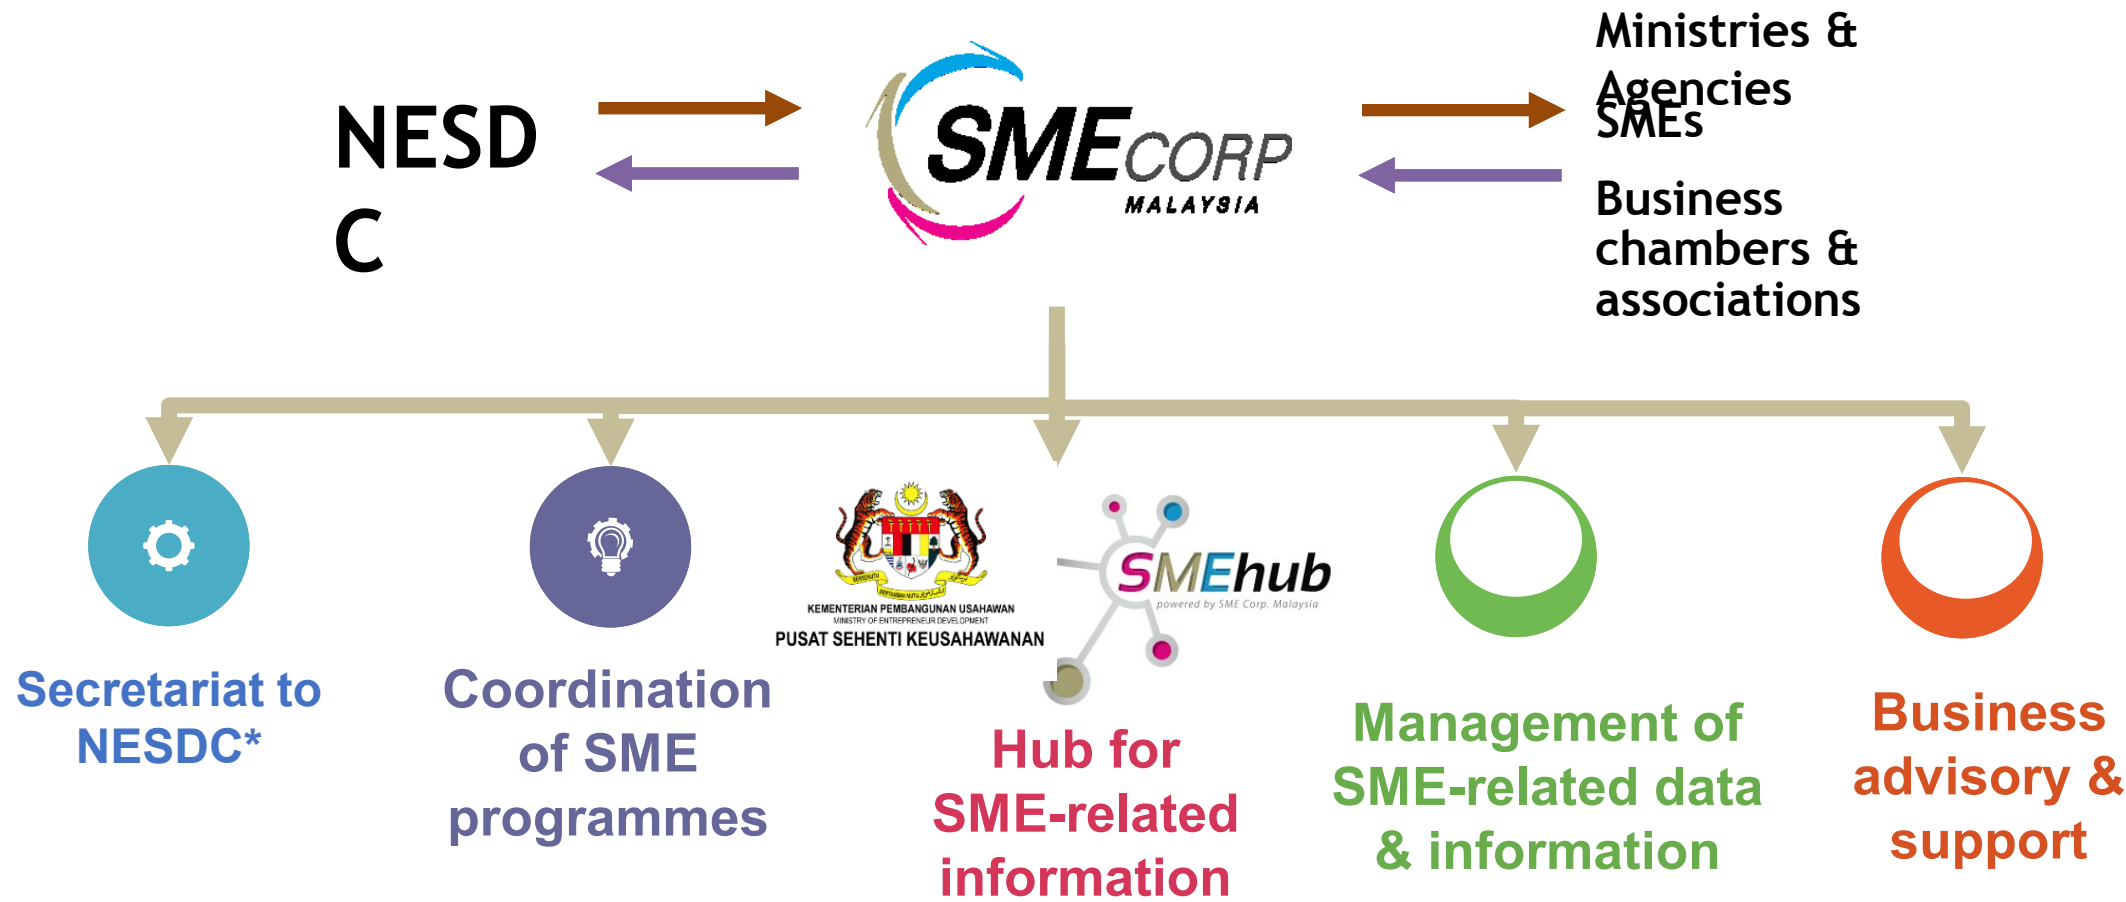 NESD
C
SMECORP
MALAYSIA
Ministries &
Agencies
SMEs
Business
chambers &
associations
Secretariat to
NESDC*
Coordination
of SME
programmes
KEMENTERIAN PEMBANGUNAN USAHAWAN
MINISTRY OF ENTREPRENEUR DEVELOPMENT
PUSAT SEHENTI KEUSAHAWANAN
SMEhub
powered by SME Corp. Malaysia
Hub for
SME-related
information
Management of
SME-related data
& information
Business
advisory &
support